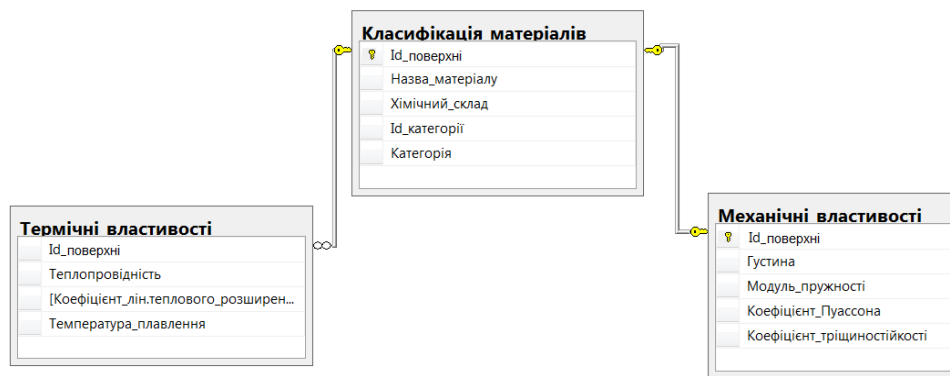 Класифікація матеріалів
Id_поверхні
Назва_матеріалу
Хімічний_склад
Id_категорії
Категорія
Термічні властивості
Id_поверхні
Теплопровідність
[Коефіцієнт_лін.теплового_розширен...
Температура_плавлення
Механічні властивості
Id_поверхні
Густина
Модуль_пружності
Коефіцієнт_Пуассона
Коефіцієнт_тріщиностійкості